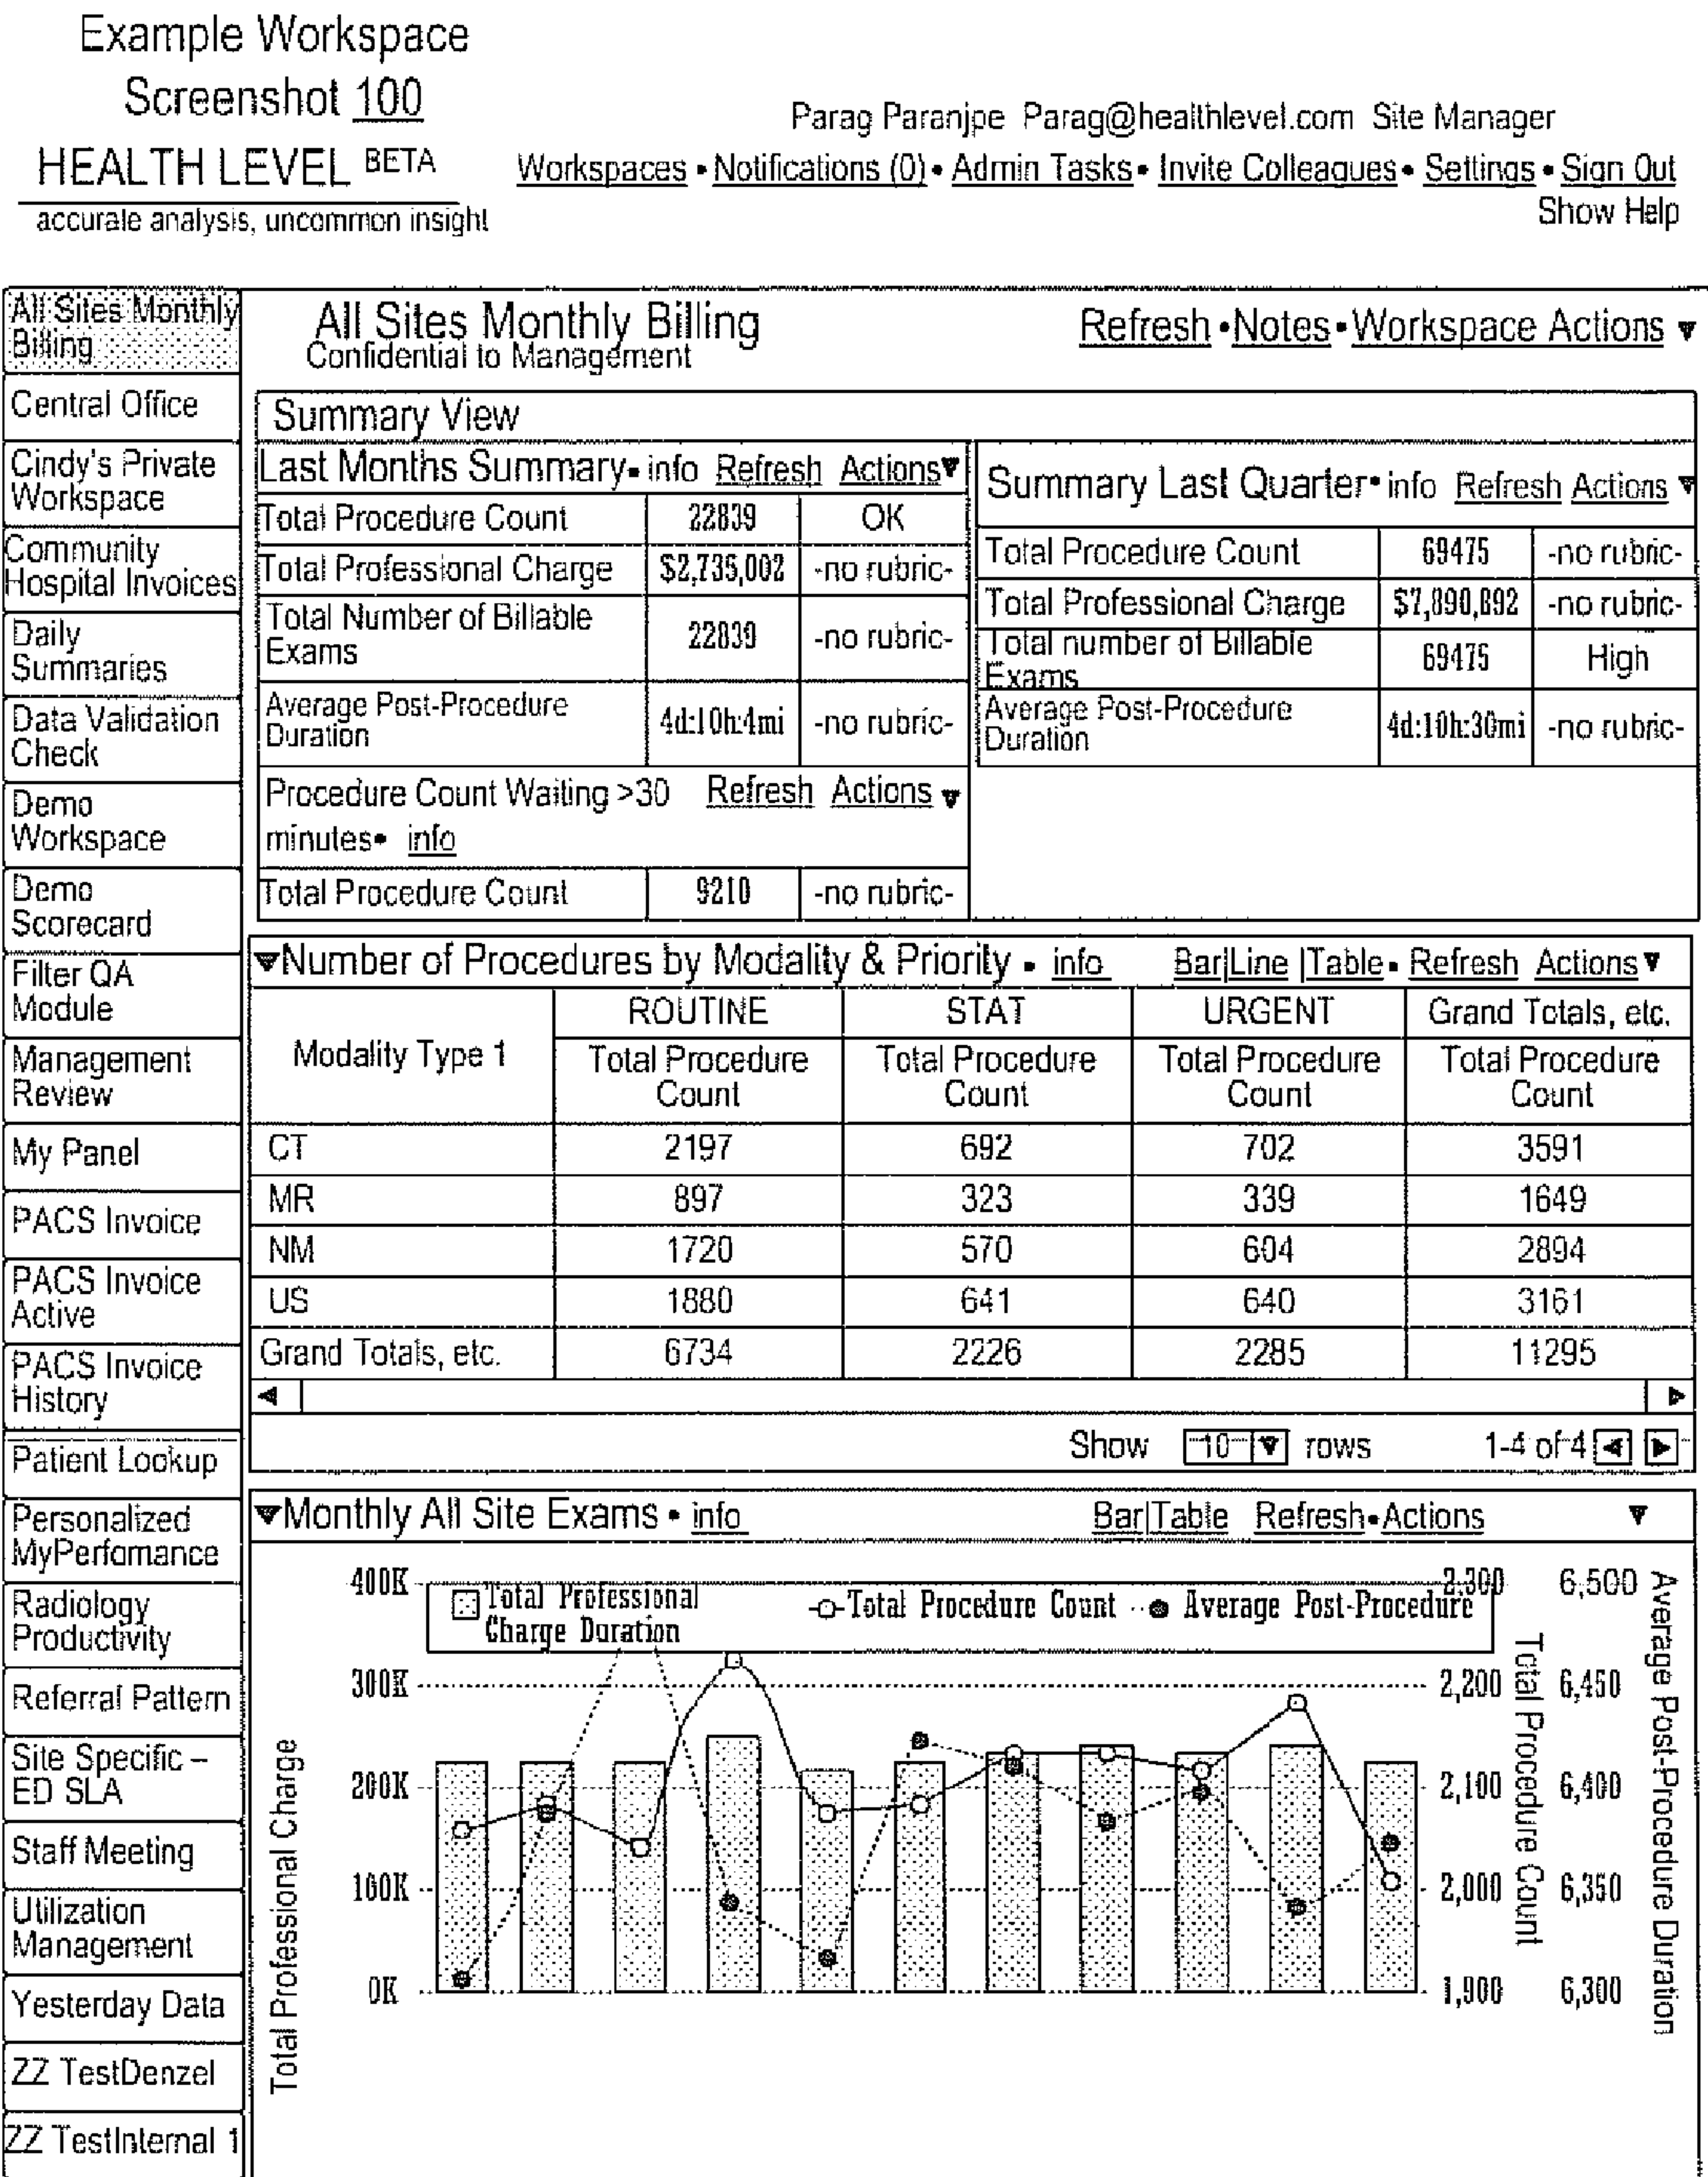 Example Workspace
Screenshot 100
HEALTH LEVEL BETA
accurate analysis, uncommon insight
Parag Paranjpe Parag@healthlevel.com Site Manager
Workspaces • Notifications (0) • Admin Tasks • Invite Colleagues • Settings • Sign Out
Show Help
All Sites Monthly
Billing
Central Office
Cindy's Private
Workspace
Community
Hospital Invoices
Daily
Summaries
Data Validation
Check
Demo
Workspace
Demo
Scorecard
Filter QA
Module
Management
Review
My Panel
PACS Invoice
PACS Invoice
Active
PACS Invoice
History
Patient Lookup
Personalized
MyPerfomance
Radiology
Productivity
Referral Pattern
Site Specific –
ED SLA
Staff Meeting
Utilization
Management
Yesterday Data
ZZ TestDenzel
ZZ TestInternal 1
All Sites Monthly Billing
Confidential to Management
Refresh • Notes • Workspace Actions ▼
Summary View
Last Months Summary • info Refresh Actions ▼
Total Procedure Count 22839 OK
Total Professional Charge $2,735,002 -no rubric-
Total Number of Billable
Exams 22839 -no rubric-
Average Post-Procedure
Duration 4d:10h:4mi -no rubric-
Procedure Count Waiting >30 Refresh Actions ▼
minutes • info
Total Procedure Count 9210 -no rubric-
Summary Last Quarter • info Refresh Actions ▼
Total Procedure Count 69475 -no rubric-
Total Professional Charge $7,890,892 -no rubric-
Total number of Billable
Exams 69475 High
Average Post-Procedure
Duration 4d:10h:30mi -no rubric-
▼Number of Procedures by Modality & Priority • info Bar|Line |Table • Refresh Actions ▼
Modality Type 1 ROUTINE STAT URGENT Grand Totals, etc.
Total Procedure Total Procedure Total Procedure Total Procedure
Count Count Count Count
CT 2197 692 702 3591
MR 897 323 339 1649
NM 1720 570 604 2894
US 1880 641 640 3161
Grand Totals, etc. 6734 2226 2285 11295
Show 10 ▼ rows 1-4 of 4 ◄ ►
▼Monthly All Site Exams • info Bar|Table Refresh • Actions ▼
Total Professional
Charge Duration
Total Procedure Count
Average Post-Procedure
400K
300K
200K
100K
0K
Total Professional Charge
2,300
2,200
2,100
2,000
1,900
Total Procedure Count
6,500
6,450
6,400
6,350
6,300
Average Post-Procedure Duration